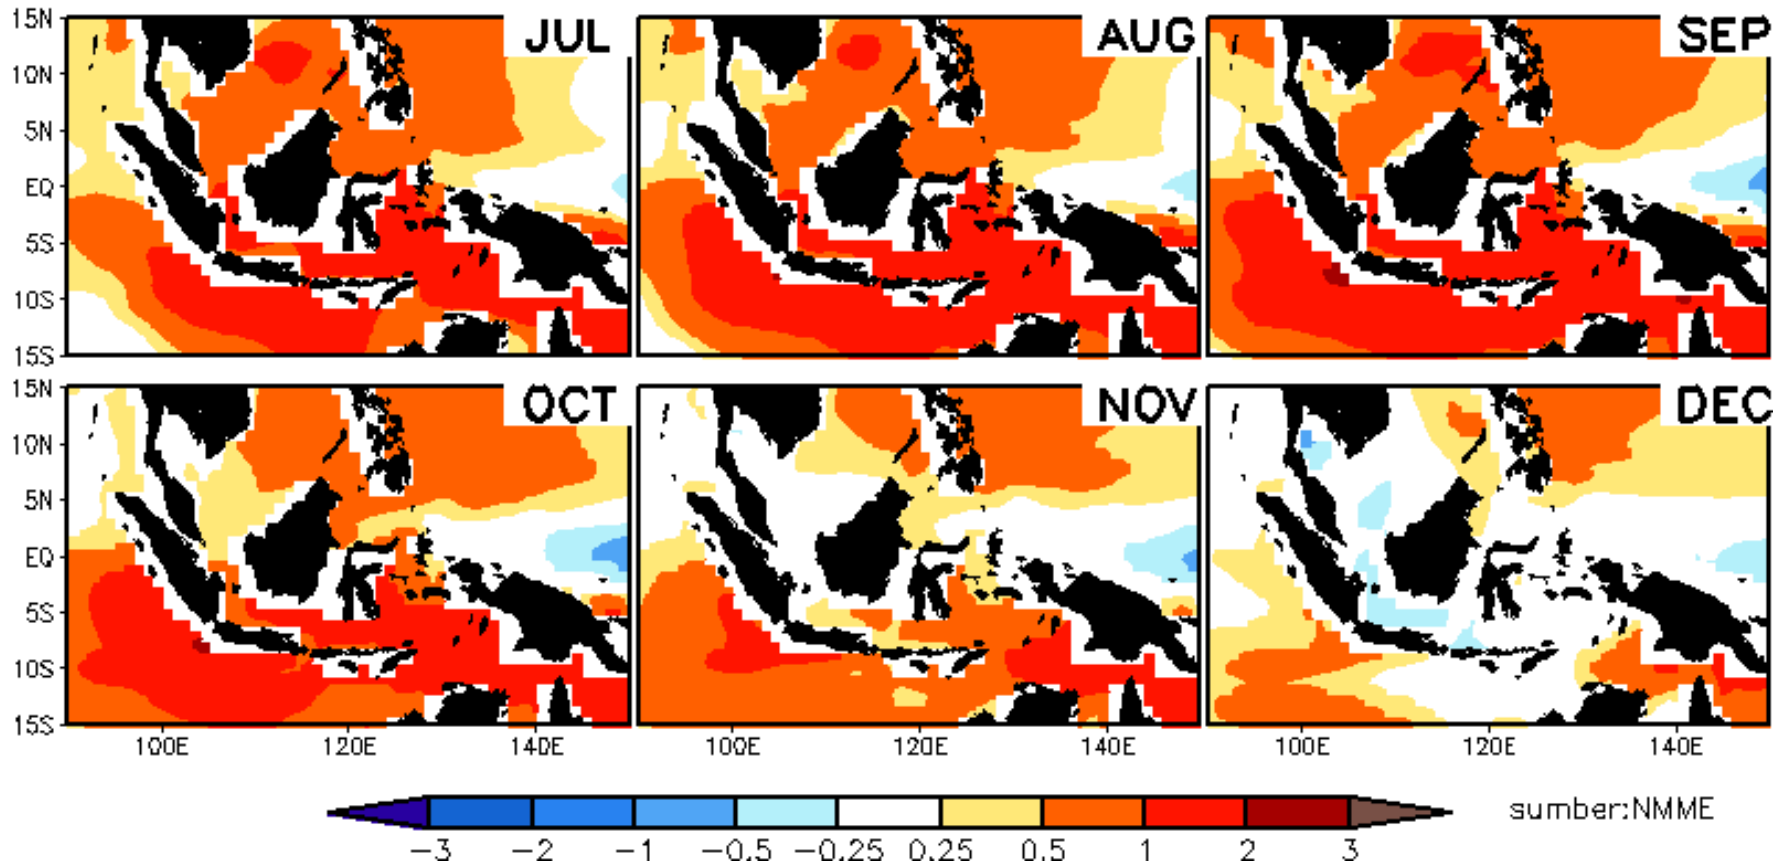 15N JUL AUG SEP
10N
5N
EQ
5S
10S
15S
15N OCT NOV DEC
10N
5N
EQ
5S
10S
15S
100E 120E 140E 100E 120E 140E 100E 120E 140E
sumber:NMME
-3 -2 -1 -0.5 -0.25 0.25 0.5 1 2 3